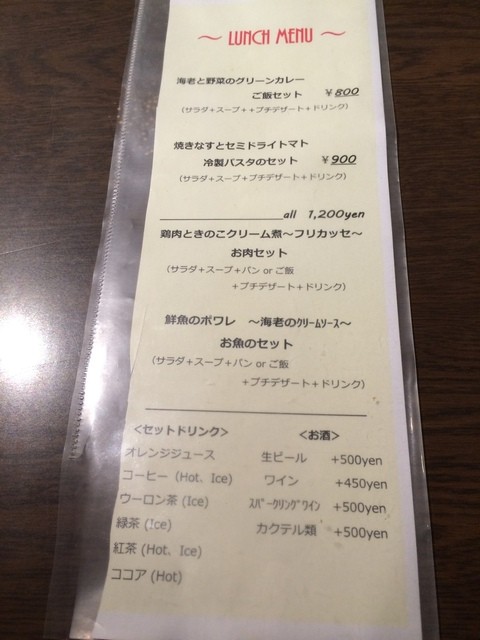 ～ LUNCH MENU ～
海老と野菜のグリーンカレー
ご飯セット ￥800
（サラダ＋スープ＋＋プチデザート＋ドリンク）
焼きなすとセミドライトマト
冷製パスタのセット ￥900
（サラダ＋スープ＋プチデザート＋ドリンク）
all 1,200yen
鶏肉ときのこクリーム煮～フリカッセ～
お肉セット
（サラダ＋スープ＋パン or ご飯
＋プチデザート＋ドリンク）
鮮魚のポワレ ～海老のｸﾘｰﾑｿｰｽ～
お魚のセット
（サラダ＋スープ＋パン or ご飯
＋プチデザート＋ドリンク）
＜セットドリンク＞
オレンジジュース
コーヒー（Hot、Ice）
ウーロン茶 (Ice)
緑茶 (Ice)
紅茶 (Hot、Ice)
ココア (Hot)
＜お酒＞
生ビール +500yen
ワイン +450yen
ｽﾊﾟｰｸﾘﾝｸﾞﾜｲﾝ +500yen
カクテル類 +500yen